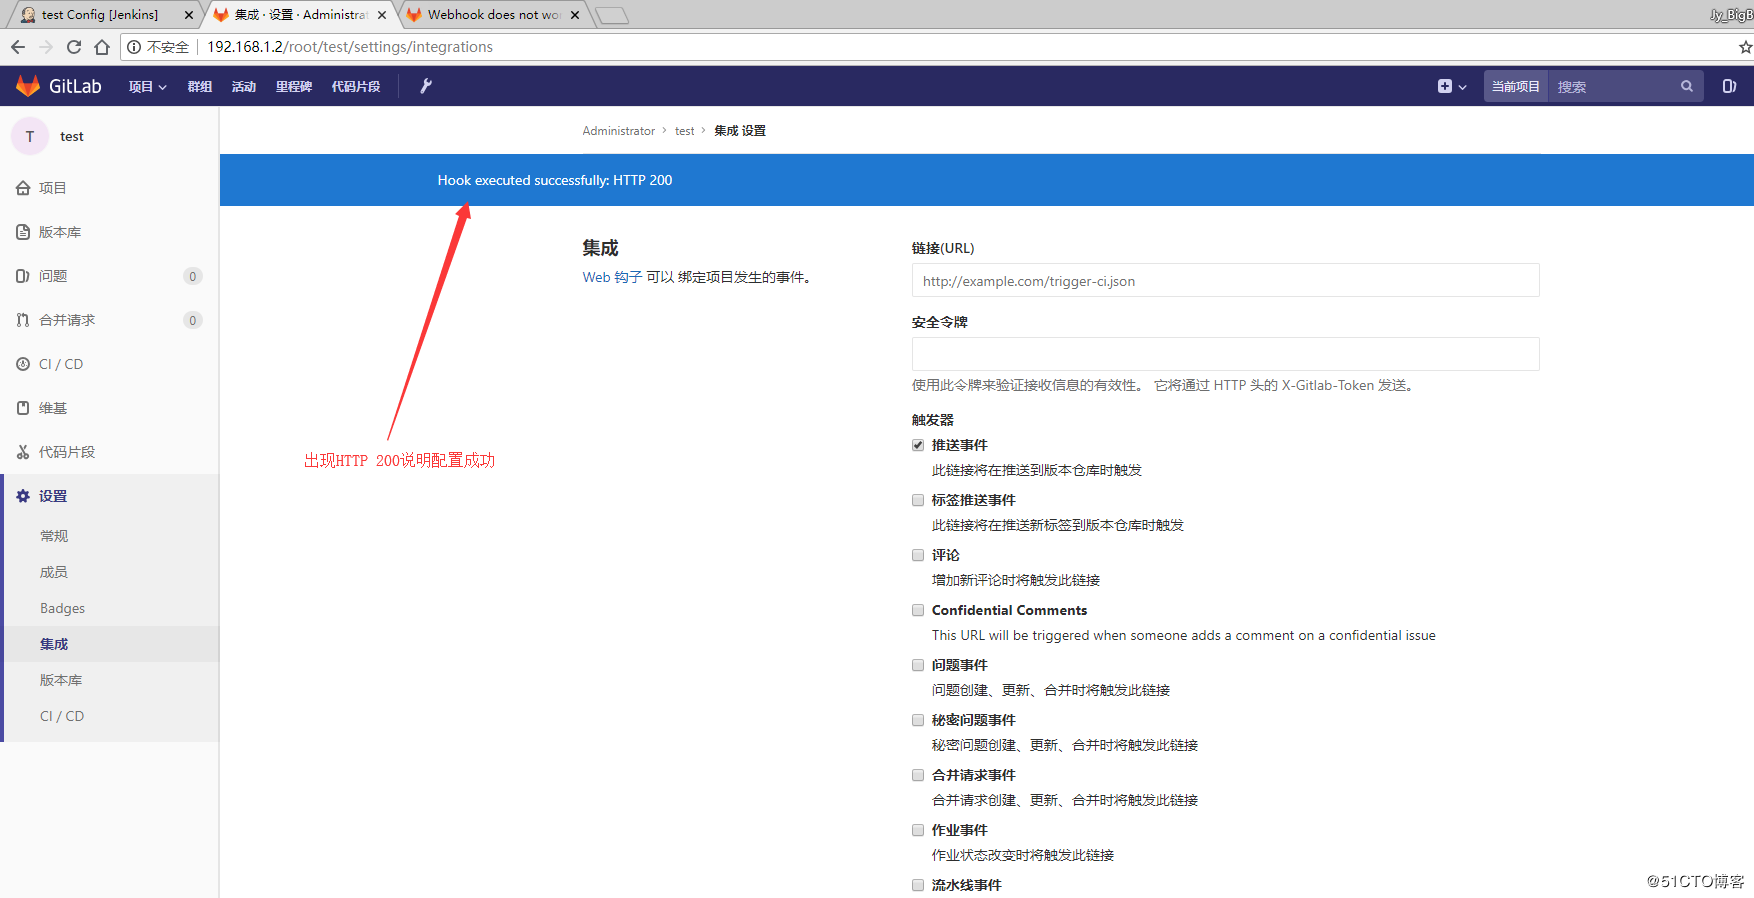 test Config [Jenkins]
集成 · 设置 · Administra
Webhook does not wo
Jy_BigB
不安全
192.168.1.2/root/test/settings/integrations
GitLab
项目
群组
活动
里程碑
代码片段
当前项目
搜索
T
test
Administrator > test > 集成 设置
Hook executed successfully: HTTP 200
项目
版本库
问题
0
合并请求
0
CI / CD
维基
代码片段
设置
常规
成员
Badges
集成
版本库
CI / CD
出现HTTP 200说明配置成功
集成
Web 钩子 可以 绑定项目发生的事件。
链接(URL)
http://example.com/trigger-ci.json
安全令牌
使用此令牌来验证接收信息的有效性。 它将通过 HTTP 头的 X-Gitlab-Token 发送。
触发器
推送事件
此链接将在推送到版本仓库时触发
标签推送事件
此链接将在推送新标签到版本仓库时触发
评论
增加新评论时将触发此链接
Confidential Comments
This URL will be triggered when someone adds a comment on a confidential issue
问题事件
问题创建、更新、合并时将触发此链接
秘密问题事件
秘密问题创建、更新、合并时将触发此链接
合并请求事件
合并请求创建、更新、合并时将触发此链接
作业事件
作业状态改变时将触发此链接
流水线事件
@51CTO博客